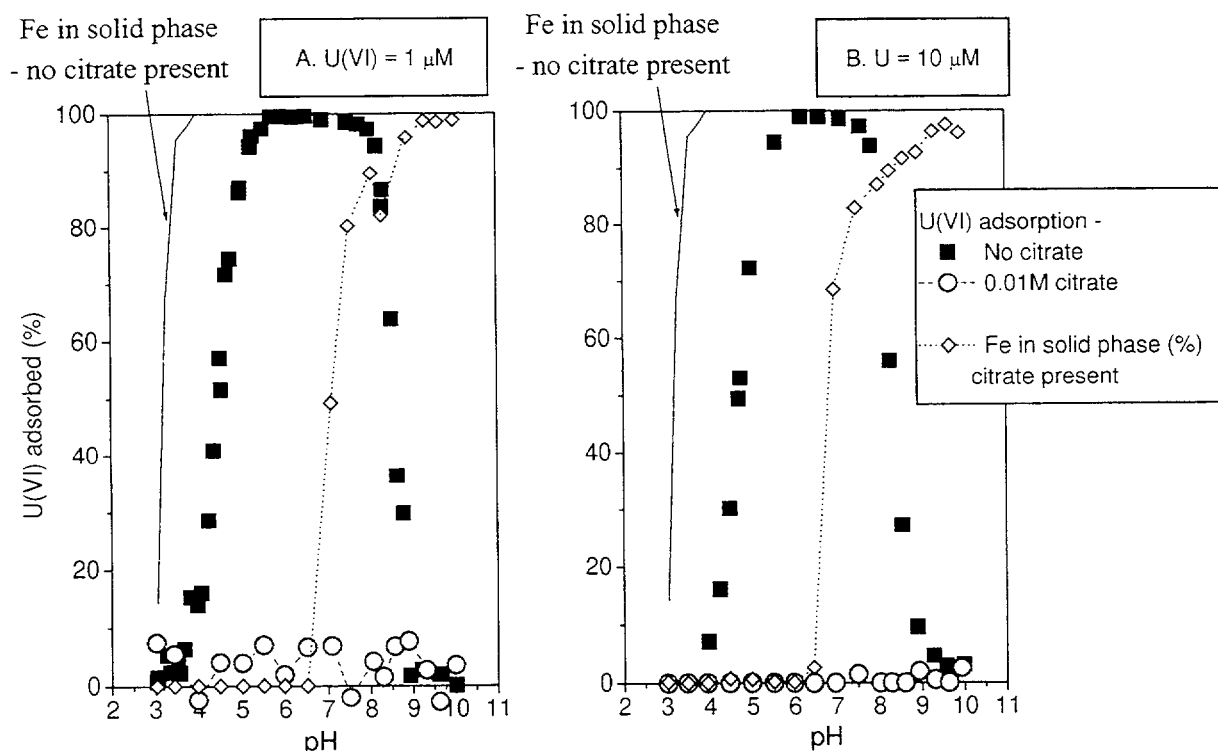 Fe in solid phase
- no citrate present
A. U(VI) = 1 μM
Fe in solid phase
- no citrate present
B. U = 10 μM
U(VI) adsorbed (%)
100
80
60
40
20
0
2 3 4 5 6 7 8 9 10 11
pH
100
80
60
40
20
0
2 3 4 5 6 7 8 9 10 11
pH
U(VI) adsorption -
No citrate
0.01M citrate
Fe in solid phase (%)
citrate present